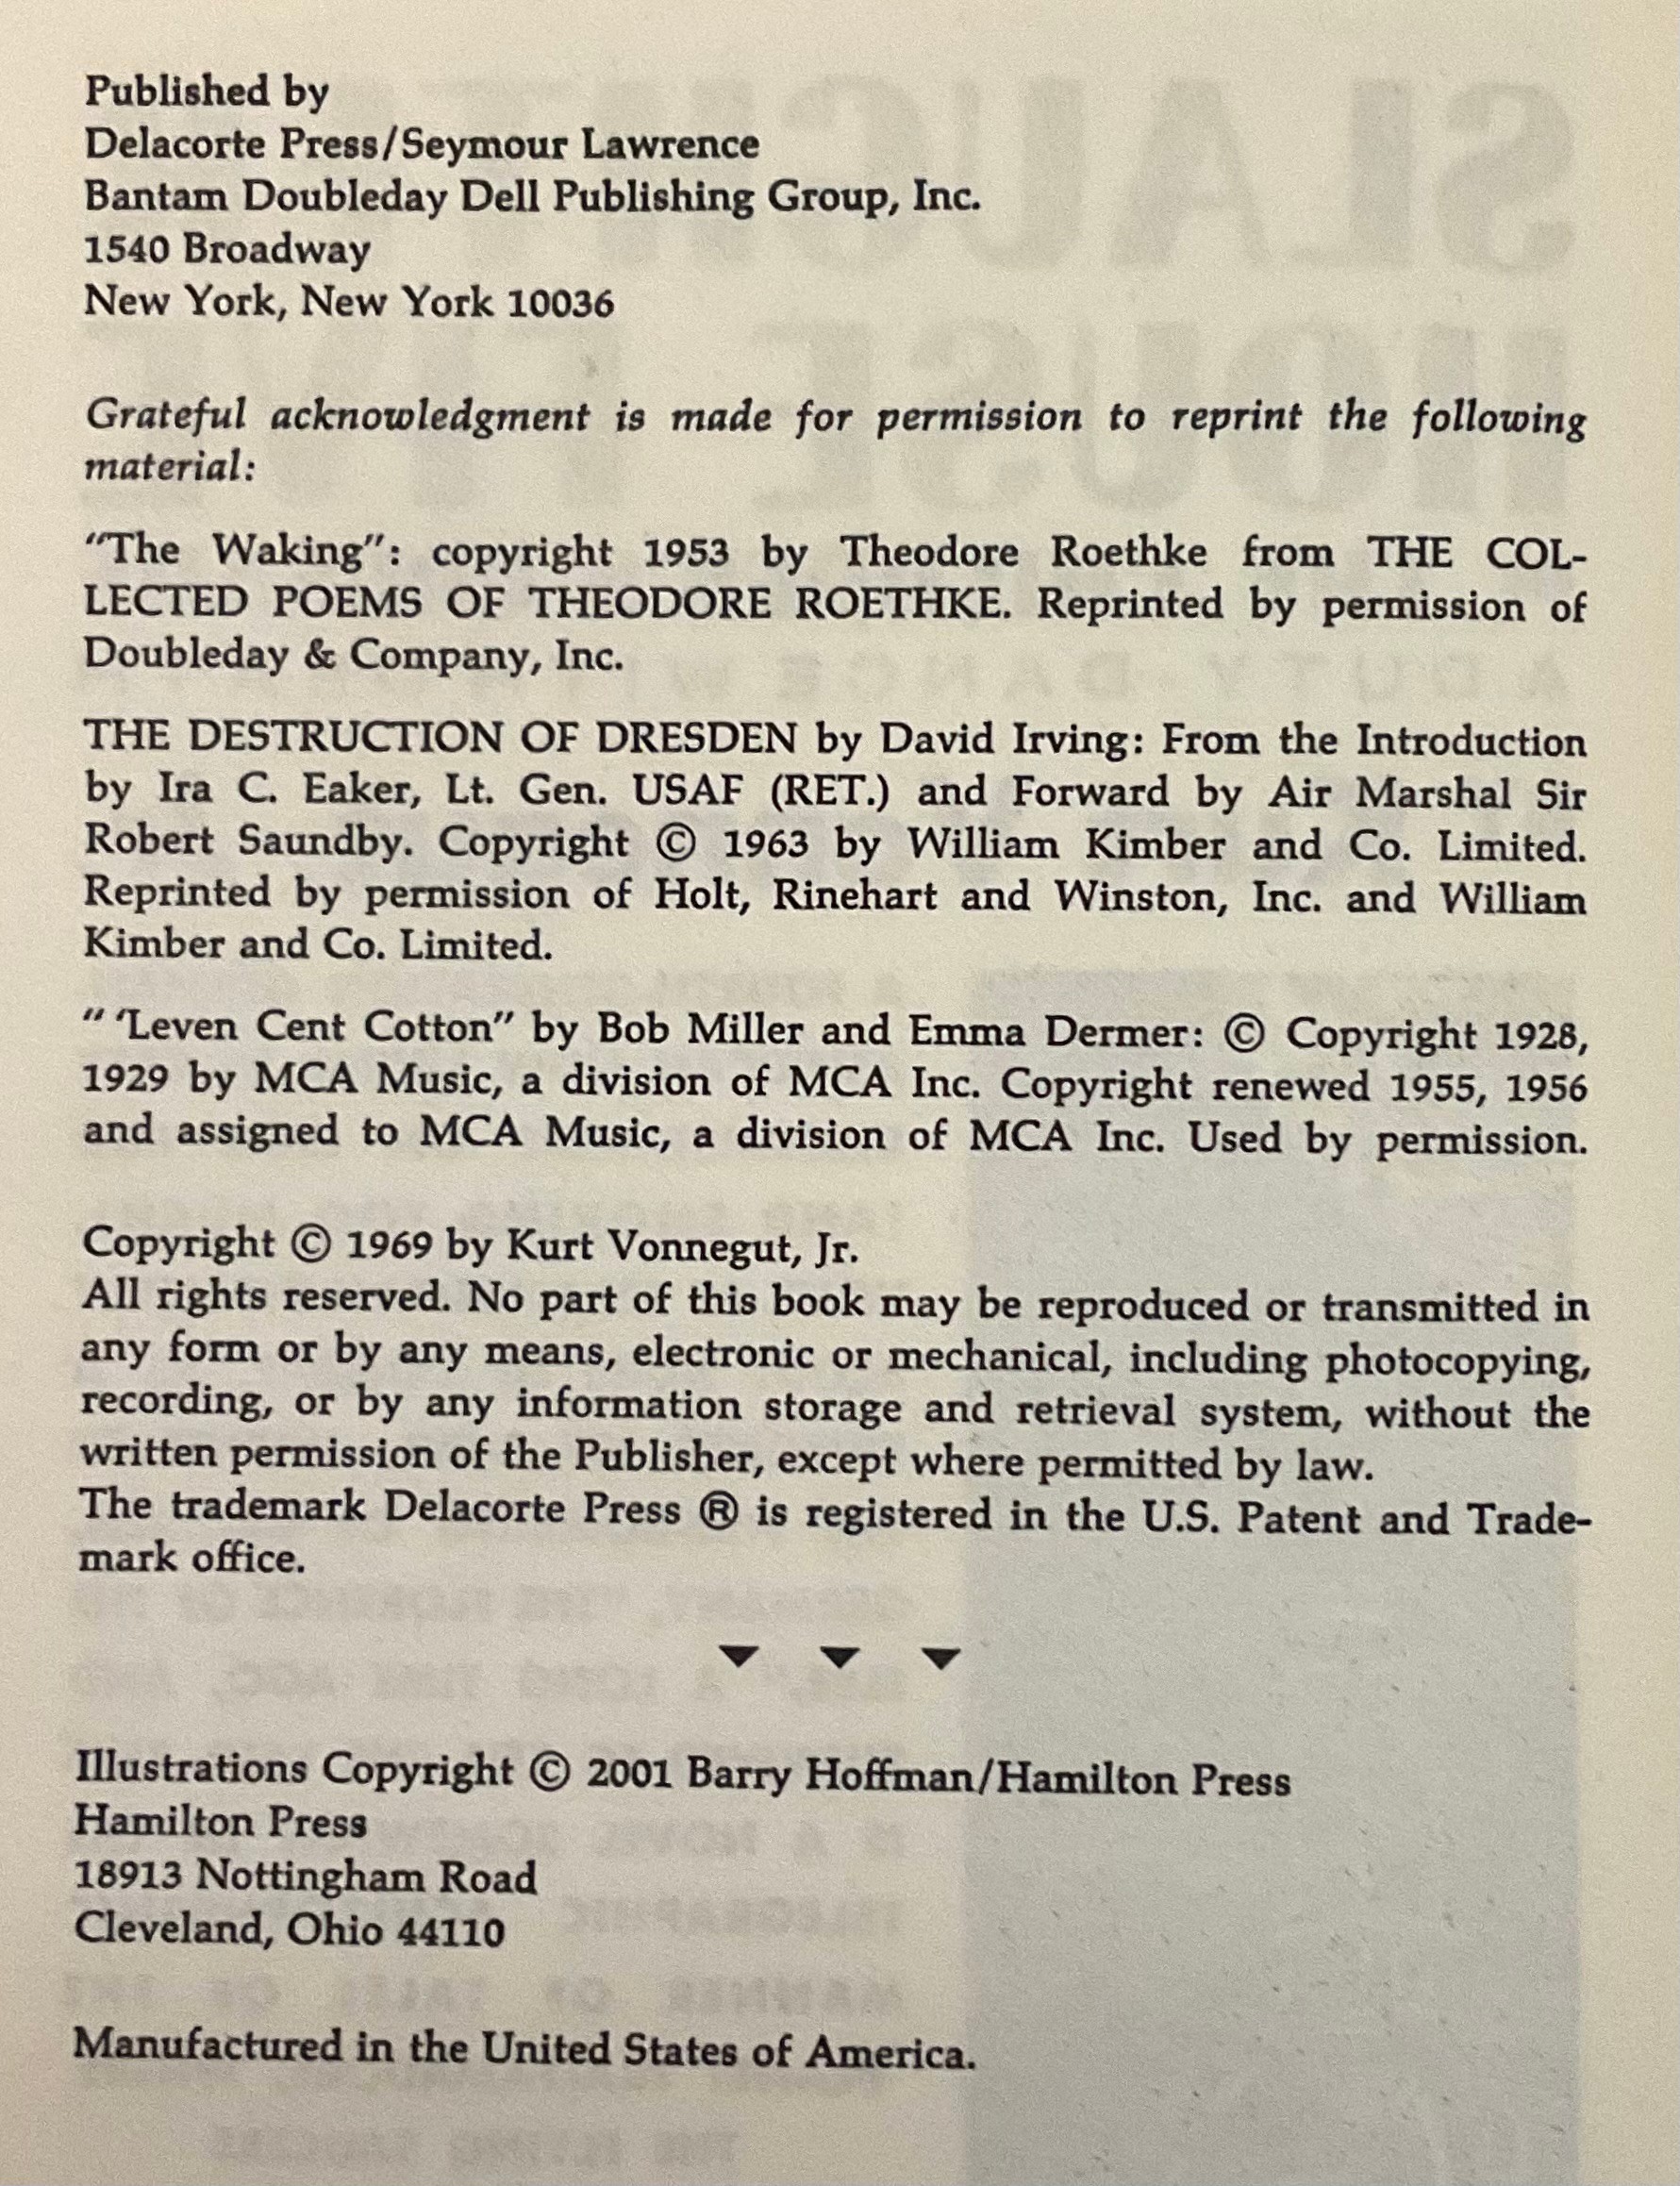 Published by
Delacorte Press/Seymour Lawrence
Bantam Doubleday Dell Publishing Group, Inc.
1540 Broadway
New York, New York 10036
Grateful acknowledgment is made for permission to reprint the following
material:
"The Waking": copyright 1953 by Theodore Roethke from THE COL-
LECTED POEMS OF THEODORE ROETHKE. Reprinted by permission of
Doubleday & Company, Inc.
THE DESTRUCTION OF DRESDEN by David Irving: From the Introduction
by Ira C. Eaker, Lt. Gen. USAF (RET.) and Forward by Air Marshal Sir
Robert Saundby. Copyright © 1963 by William Kimber and Co. Limited.
Reprinted by permission of Holt, Rinehart and Winston, Inc. and William
Kimber and Co. Limited.
" 'Leven Cent Cotton" by Bob Miller and Emma Dermer: © Copyright 1928,
1929 by MCA Music, a division of MCA Inc. Copyright renewed 1955, 1956
and assigned to MCA Music, a division of MCA Inc. Used by permission.
Copyright © 1969 by Kurt Vonnegut, Jr.
All rights reserved. No part of this book may be reproduced or transmitted in
any form or by any means, electronic or mechanical, including photocopying,
recording, or by any information storage and retrieval system, without the
written permission of the Publisher, except where permitted by law.
The trademark Delacorte Press ® is registered in the U.S. Patent and Trade-
mark office.
Illustrations Copyright © 2001 Barry Hoffman/Hamilton Press
Hamilton Press
18913 Nottingham Road
Cleveland, Ohio 44110
Manufactured in the United States of America.